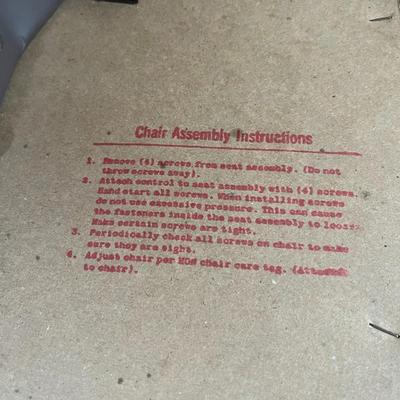 Chair Assembly Instructions
1. Remove (4) screws from seat assembly. (Do not
throw screws away).
2. Attach control to seat assembly with (4) screws.
Hand start all screws. When installing screws
do not use excessive pressure. This can cause
the fasteners inside the seat assembly to loosen.
Make certain screws are tight.
3. Periodically check all screws on chair to make
sure they are tight.
4. Adjust chair per HON chair care tag. (Attached
to chair).